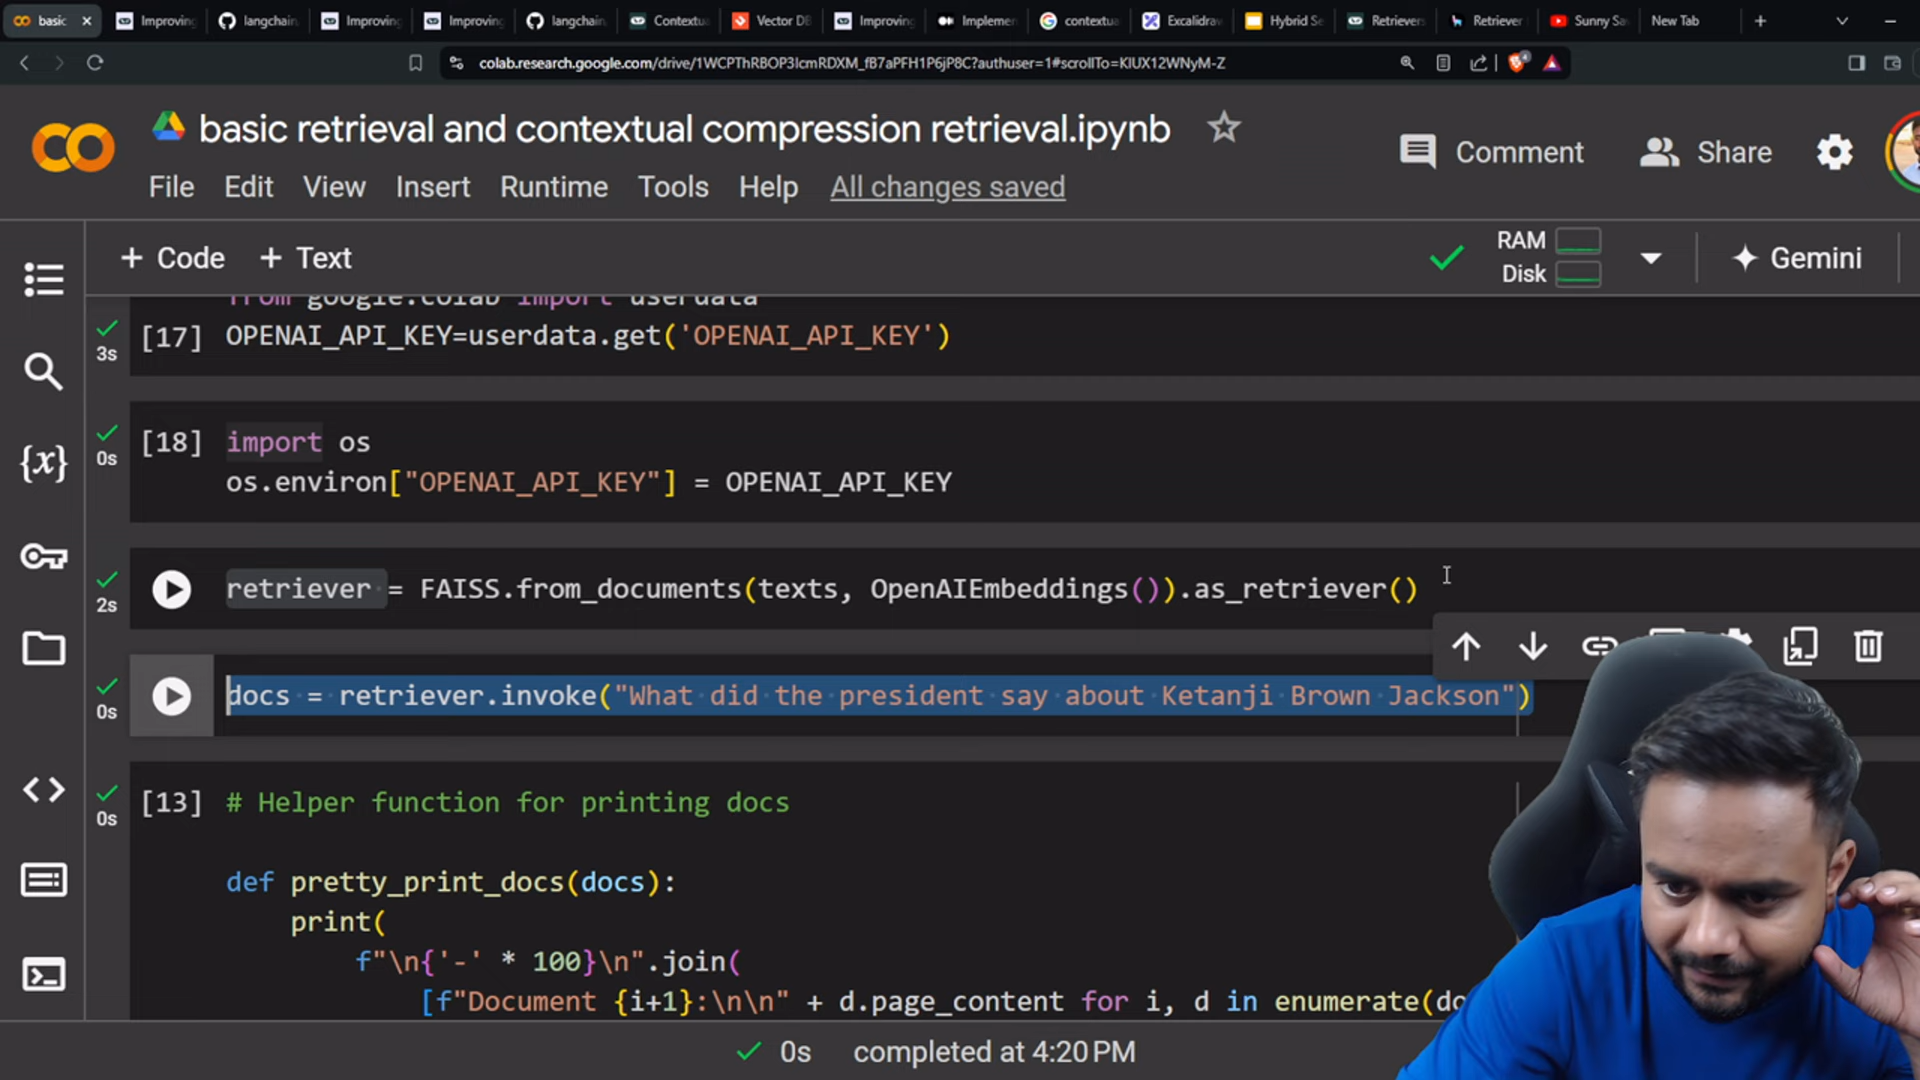 basic
Improving
langchain
Improving
Improving
langchain
Contextu
Vector DB
Improving
Implemen
contextua
Excalidraw
Hybrid Se
Retrievers
Retriever
Sunny Sa
New Tab
colab.research.google.com/drive/1WCPThRBOP3lcmRDXM_fB7aPFH1P6jP8C?authuser=1#scrollTo=KlUX12WNyM-Z
CO
basic retrieval and contextual compression retrieval.ipynb
Comment
Share
File Edit View Insert Runtime Tools Help All changes saved
+ Code + Text
RAM
Disk
Gemini
from google.colab import userdata
[17] OPENAI_API_KEY=userdata.get('OPENAI_API_KEY')
3s
[18] import os
0s
os.environ["OPENAI_API_KEY"] = OPENAI_API_KEY
retriever = FAISS.from_documents(texts, OpenAIEmbeddings()).as_retriever()
2s
docs = retriever.invoke("What did the president say about Ketanji Brown Jackson")
0s
[13] # Helper function for printing docs
0s
def pretty_print_docs(docs):
print(
f"\n{'-' * 100}\n".join(
[f"Document {i+1}:\n\n" + d.page_content for i, d in enumerate(do
{x}
0s completed at 4:20 PM